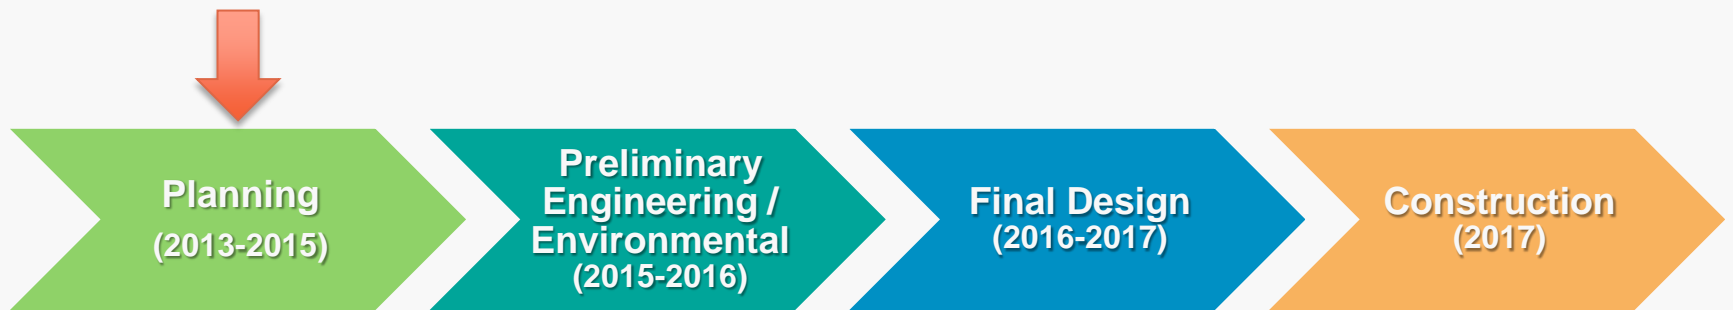 Planning
(2013-2015)
Preliminary
Engineering /
Environmental
(2015-2016)
Final Design
(2016-2017)
Construction
(2017)